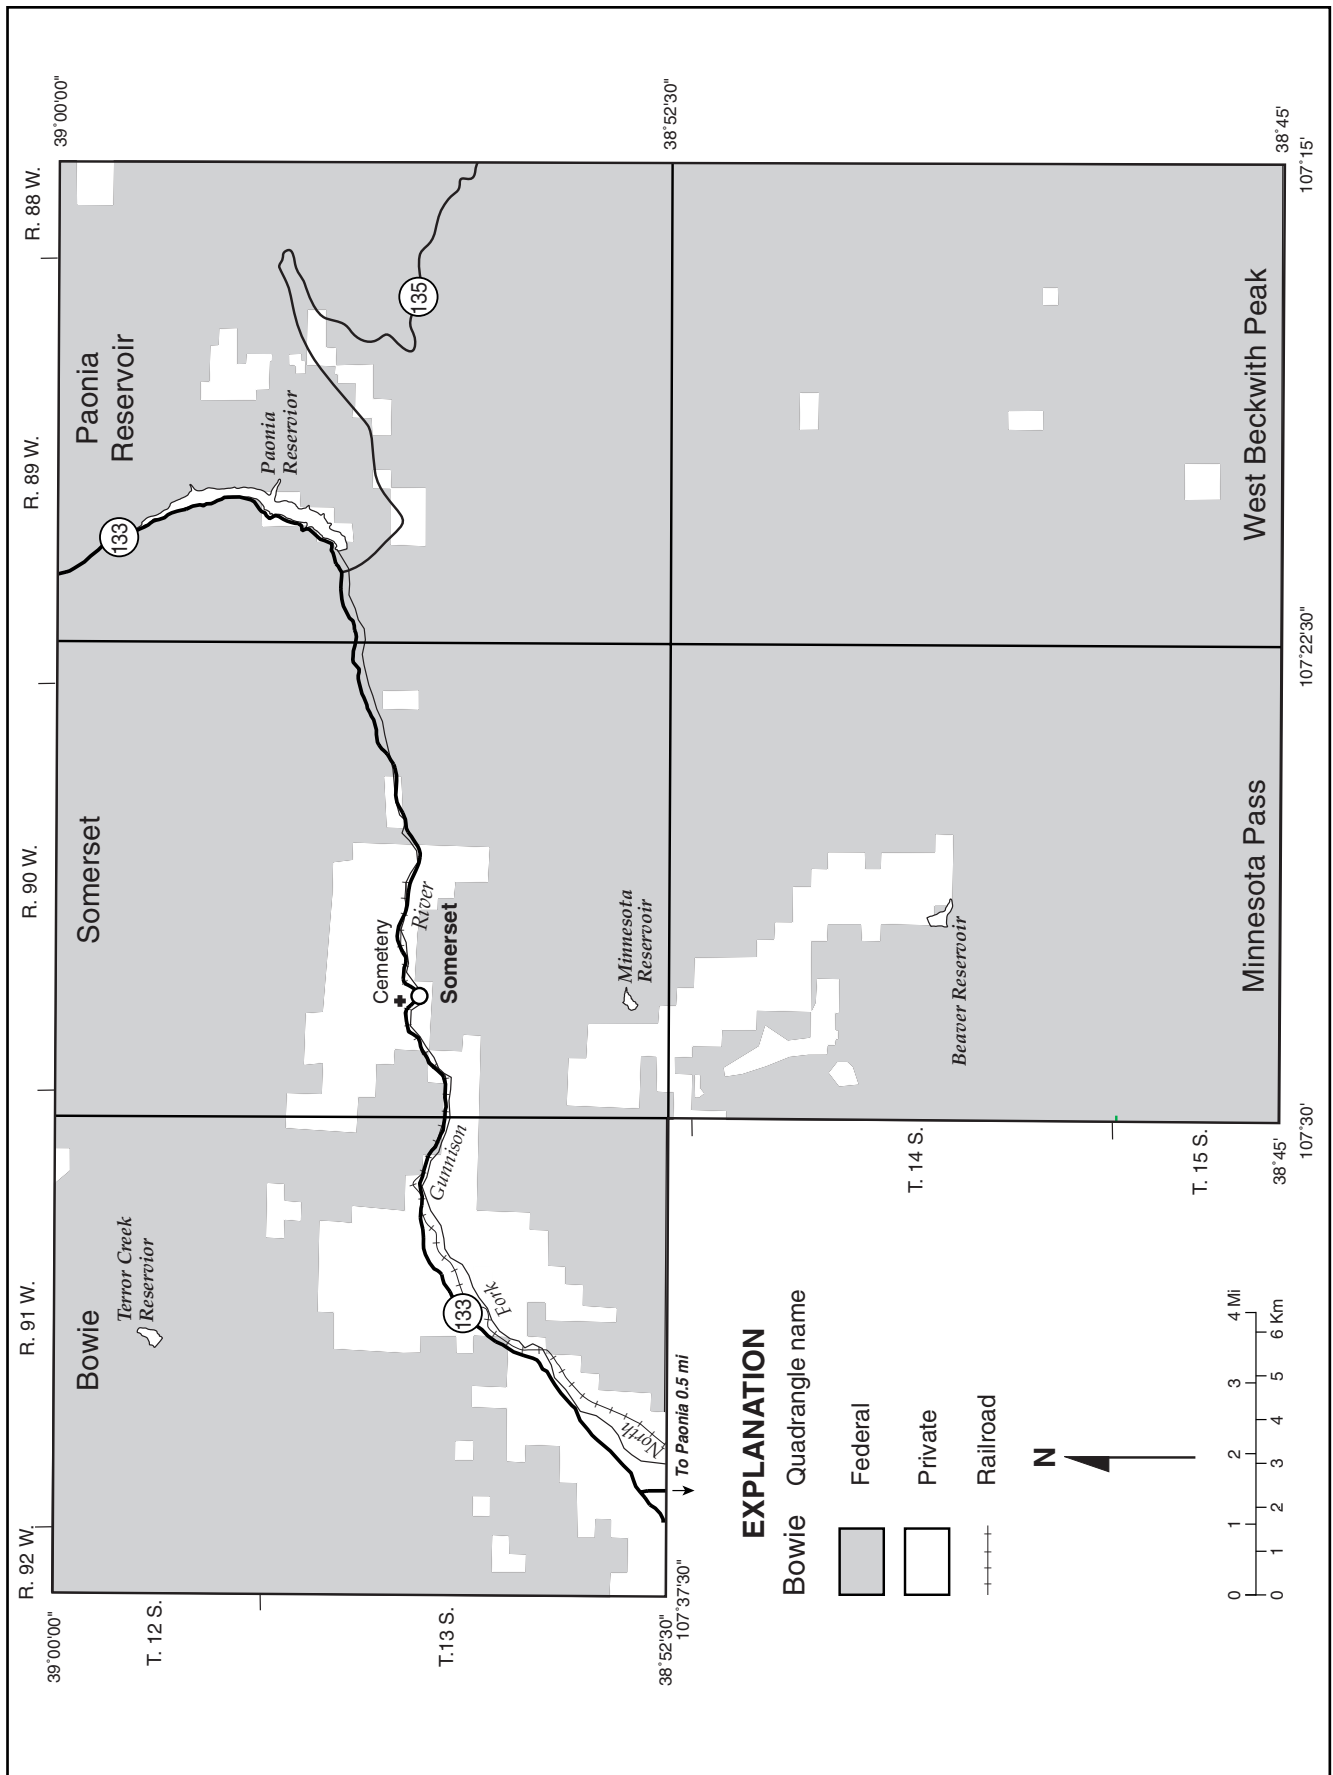 R. 92 W.
R. 91 W.
R. 90 W.
R. 89 W.
R. 88 W.
39°00'00"
39°00'00"
T. 12 S.
T.13 S.
Bowie
Terror Creek
Reservior
Somerset
Paonia
Reservoir
133
Paonia
Reservior
135
Cemetery
River
Somerset
Gunnison
133
Fork
North
Minnesota
Reservoir
38°52'30"
107°37'30"
38°52'30"
To Paonia 0.5 mi
T. 14 S.
Beaver Reservoir
T. 15 S.
Minnesota Pass
West Beckwith Peak
38°45'
107°30'
107°22'30"
38°45'
107°15'
EXPLANATION
Bowie Quadrangle name
Federal
Private
Railroad
N
0 1 2 3 4 Mi
0 1 2 3 4 5 6 Km